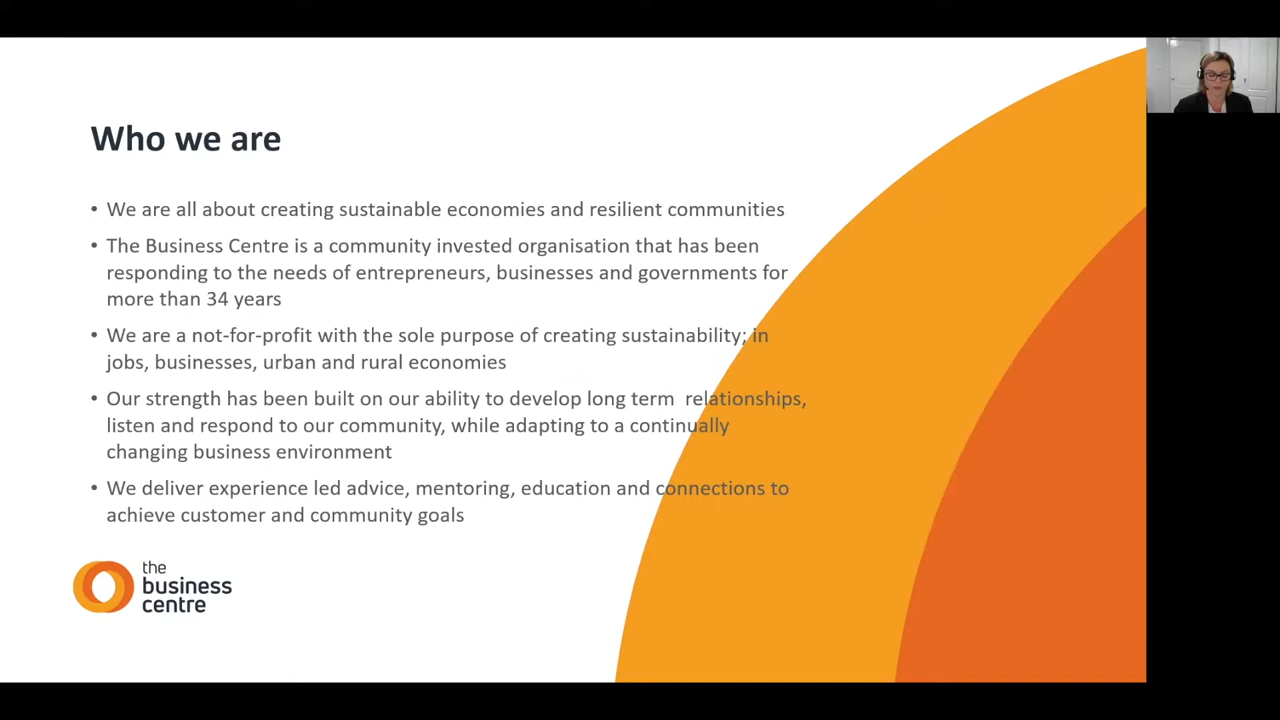 Who we are
• We are all about creating sustainable economies and resilient communities
• The Business Centre is a community invested organisation that has been
responding to the needs of entrepreneurs, businesses and governments for
more than 34 years
• We are a not-for-profit with the sole purpose of creating sustainability; in
jobs, businesses, urban and rural economies
• Our strength has been built on our ability to develop long term  relationships,
listen and respond to our community, while adapting to a continually
changing business environment
• We deliver experience led advice, mentoring, education and connections to
achieve customer and community goals
the
business
centre